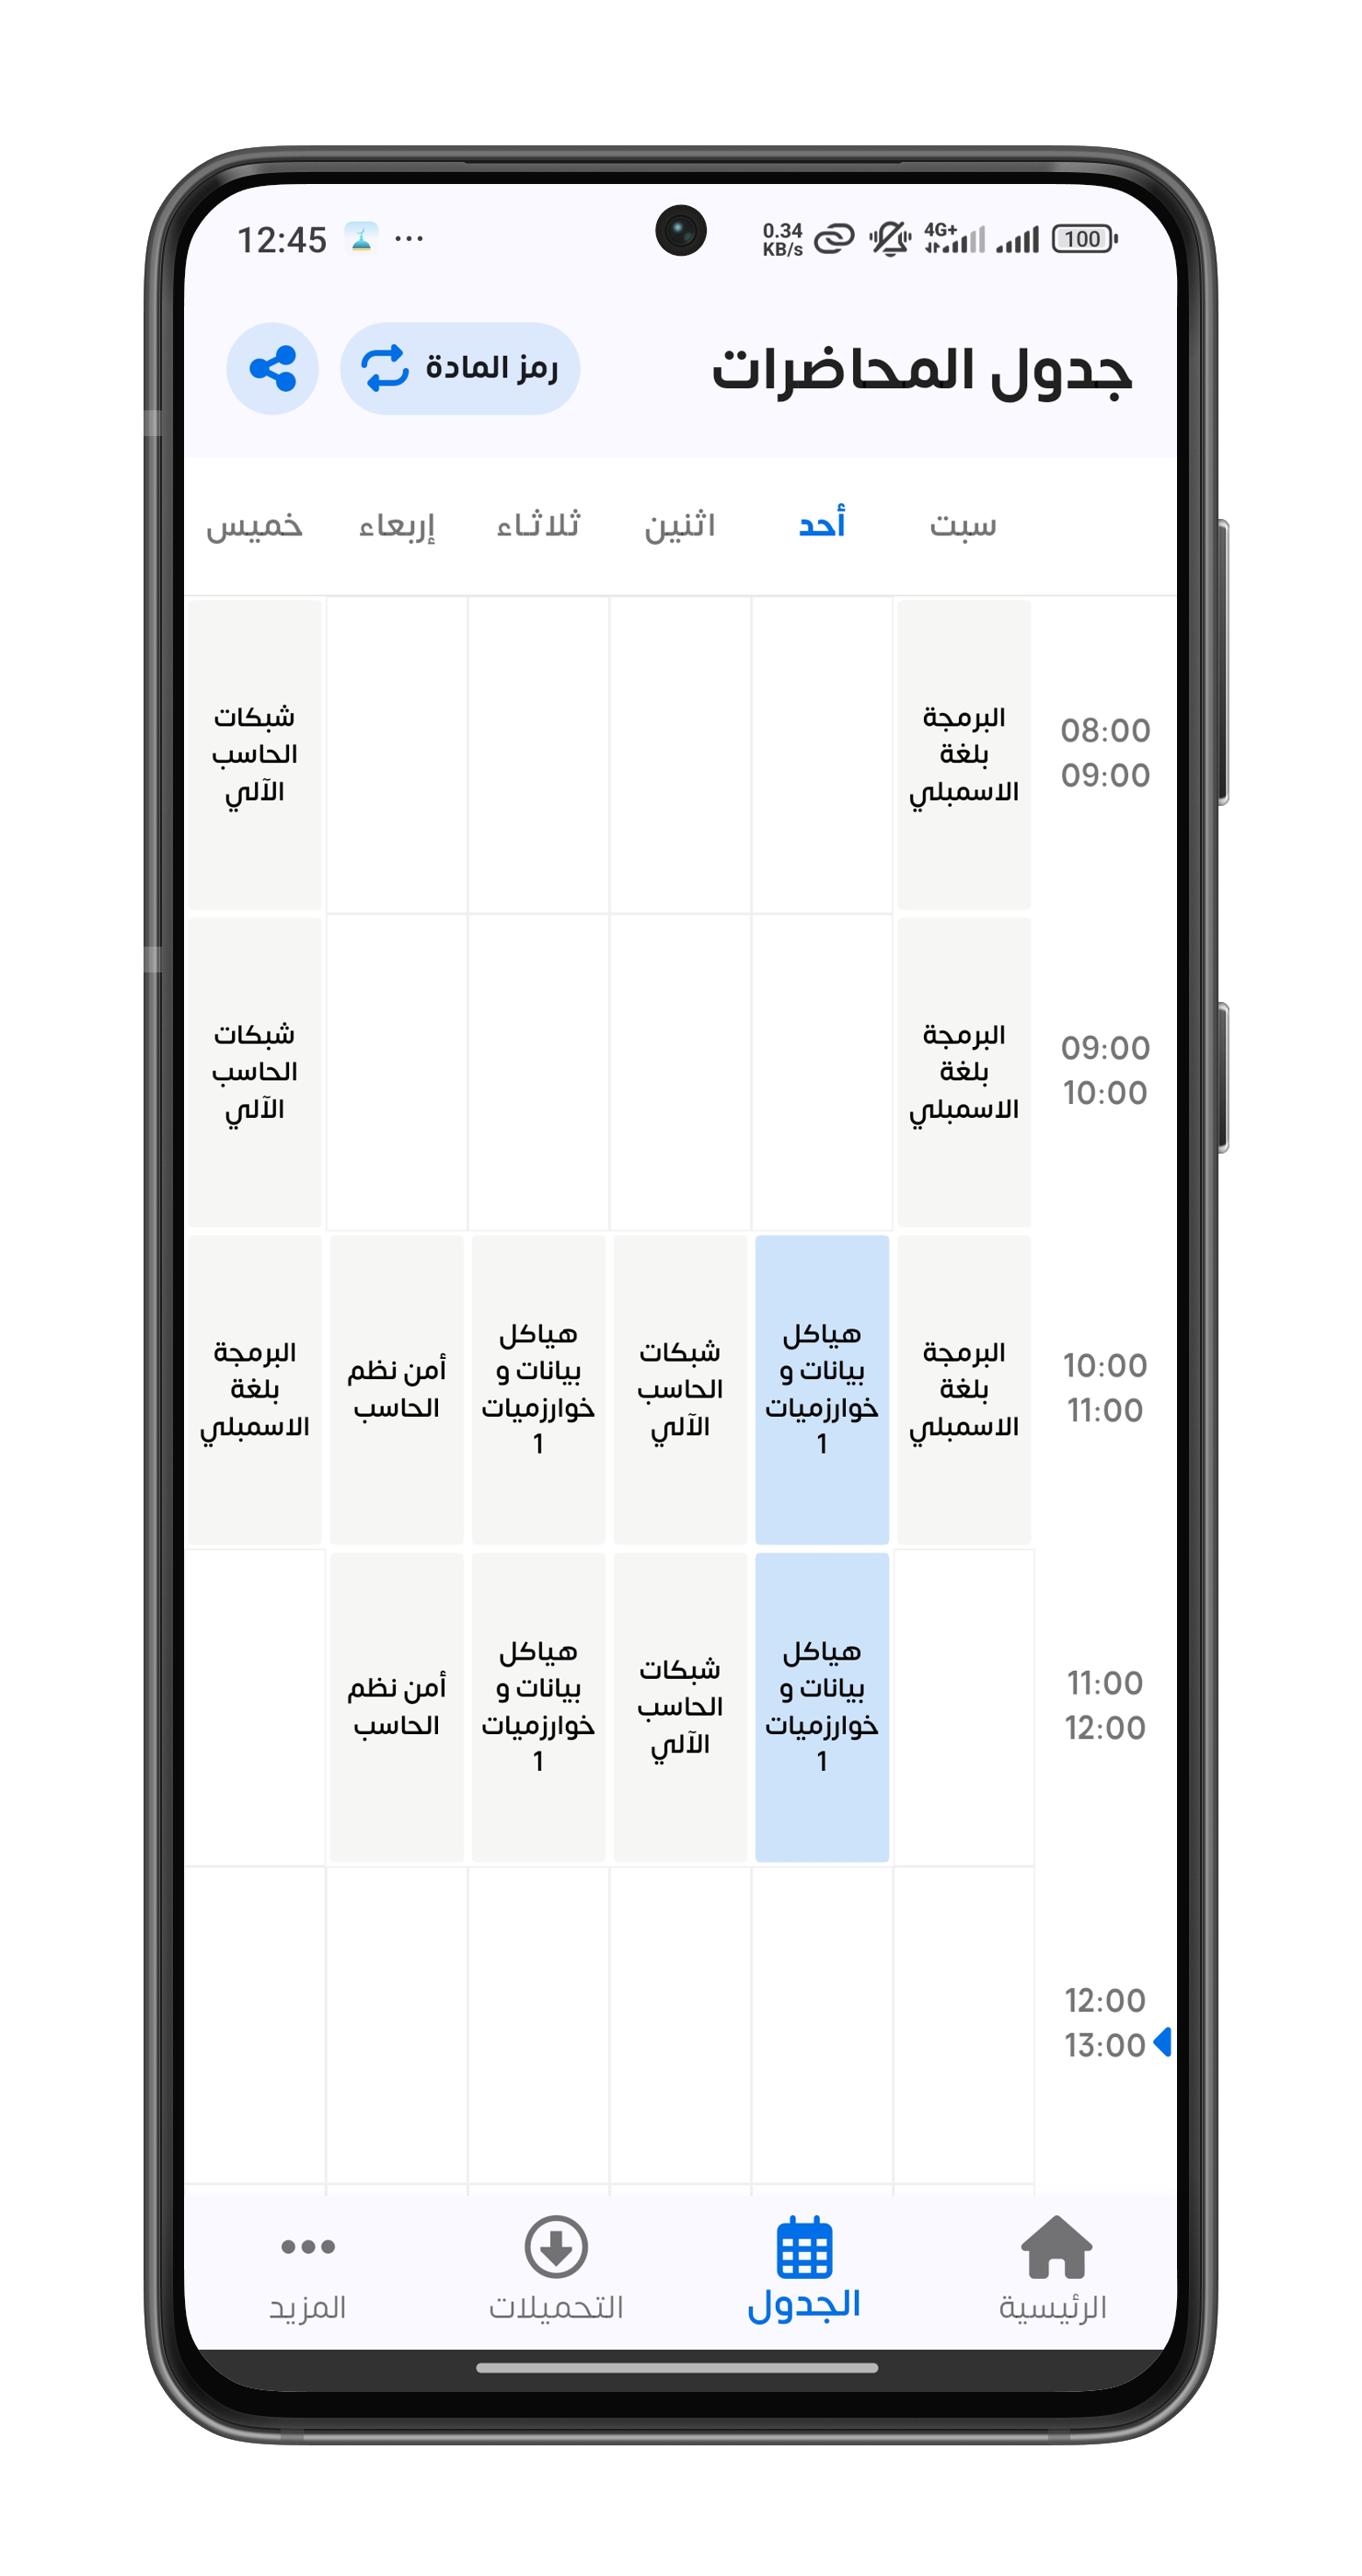 12:45 ...
0.34
KB/s
4G+
100
جدول المحاضرات
رمز المادة
سبت أحد اثنين ثلاثاء إربعاء خميس
08:00
09:00
البرمجة
بلغة
الاسمبلي
شبكات
الحاسب
الآلي
09:00
10:00
البرمجة
بلغة
الاسمبلي
شبكات
الحاسب
الآلي
10:00
11:00
البرمجة
بلغة
الاسمبلي
هياكل
بيانات و
خوارزميات
1
شبكات
الحاسب
الآلي
هياكل
بيانات و
خوارزميات
1
أمن نظم
الحاسب
البرمجة
بلغة
الاسمبلي
11:00
12:00
هياكل
بيانات و
خوارزميات
1
شبكات
الحاسب
الآلي
هياكل
بيانات و
خوارزميات
1
أمن نظم
الحاسب
12:00
13:00
الرئيسية
الجدول
التحميلات
المزيد